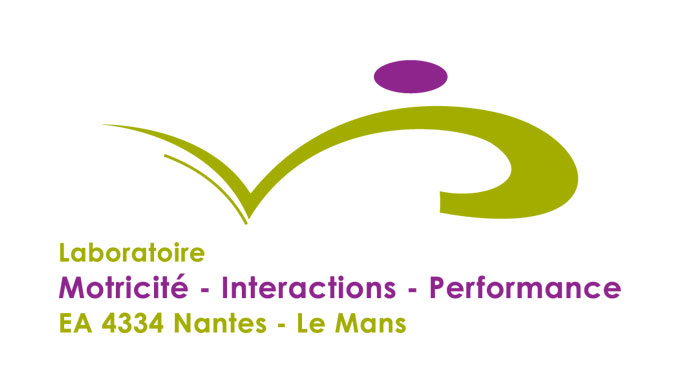 Laboratoire
Motricité - Interactions - Performance
EA 4334 Nantes - Le Mans